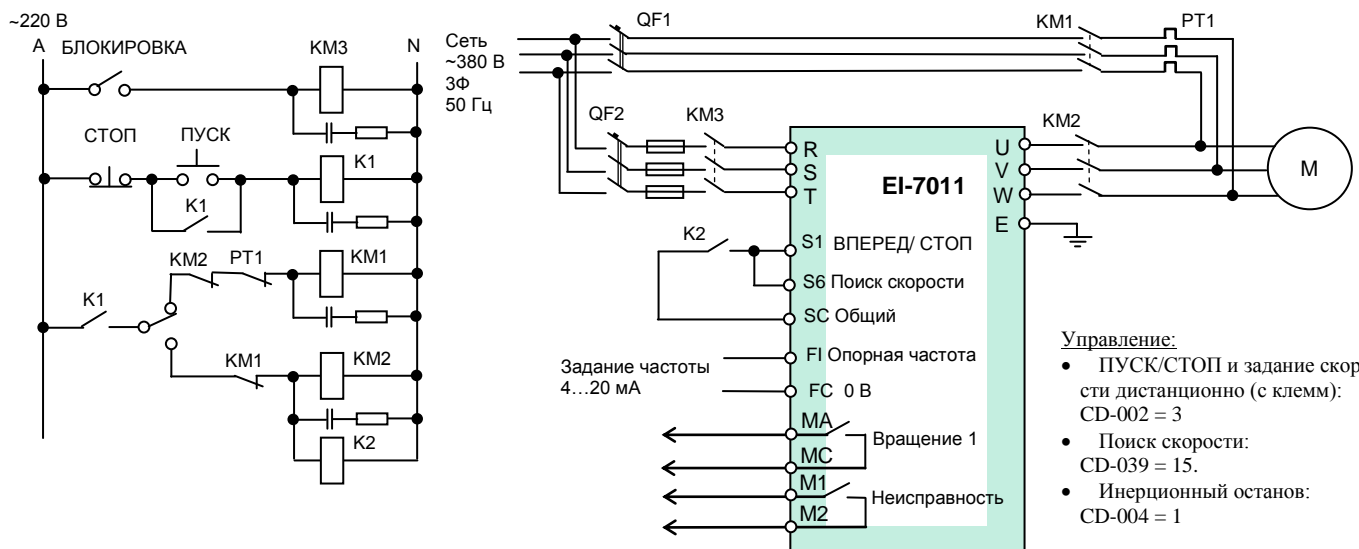 ~220 В
А
БЛОКИРОВКА
KM3
N
СТОП
ПУСК
K1
K1
KM2
PT1
KM1
K1
KM1
KM2
K2
Сеть
~380 В
3Ф
50 Гц
QF1
KM1
PT1
QF2
KM3
KM2
R
S
T
EI-7011
U
V
W
E
M
K2
S1 ВПЕРЕД/ СТОП
S6 Поиск скорости
SC Общий
FI Опорная частота
FC 0 В
Задание частоты
4…20 мА
MA
Вращение 1
MC
M1
Неисправность
M2
Управление:
• ПУСК/СТОП и задание скор
сти дистанционно (с клемм):
CD-002 = 3
• Поиск скорости:
CD-039 = 15.
• Инерционный останов:
CD-004 = 1